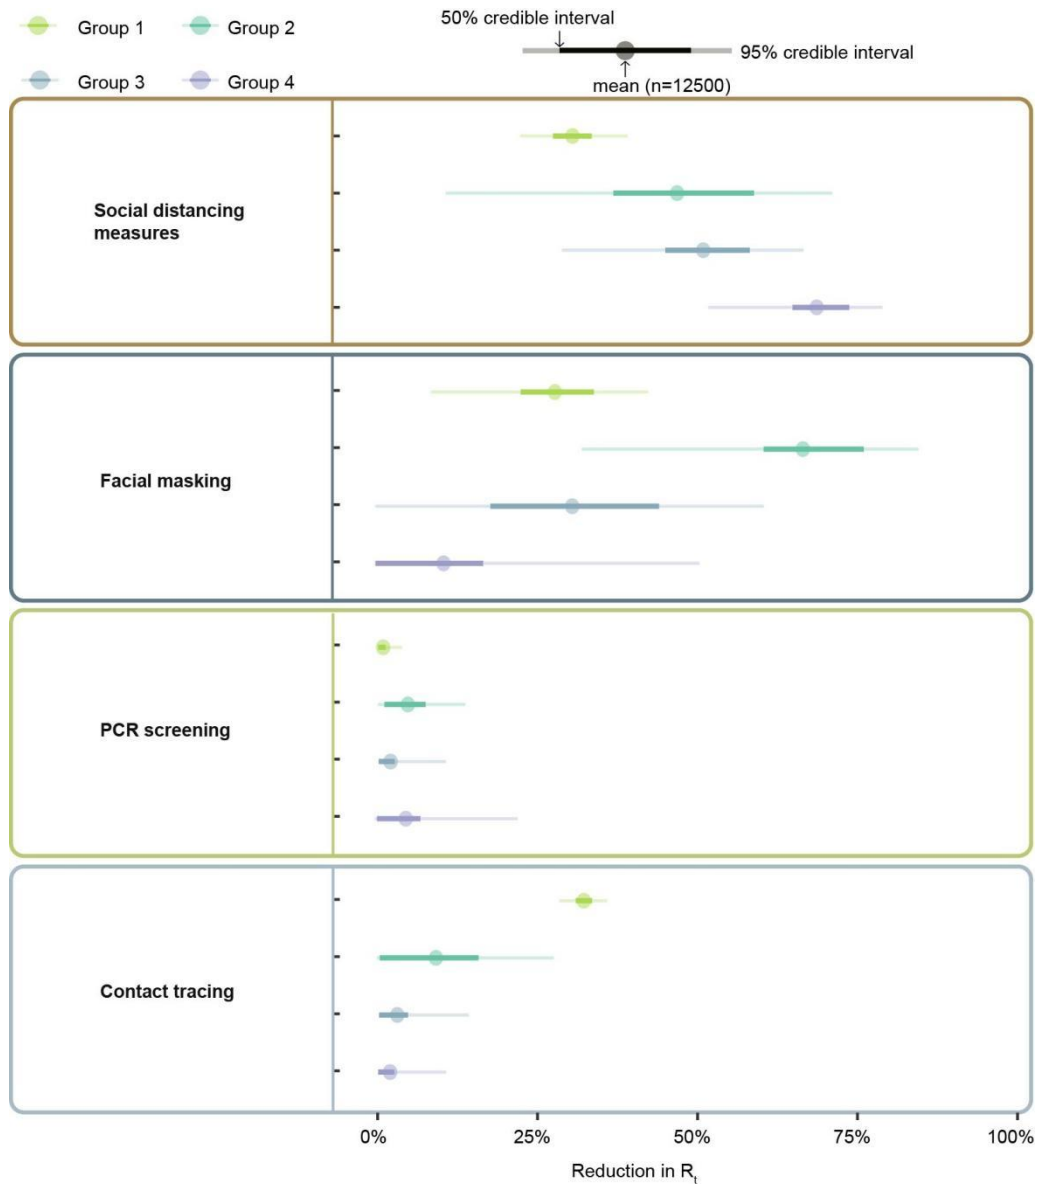 Group 1
Group 2
Group 3
Group 4
50% credible interval
95% credible interval
mean (n=12500)
Social distancing
measures
Facial masking
PCR screening
Contact tracing
0%
25%
50%
75%
100%
Reduction in Rt